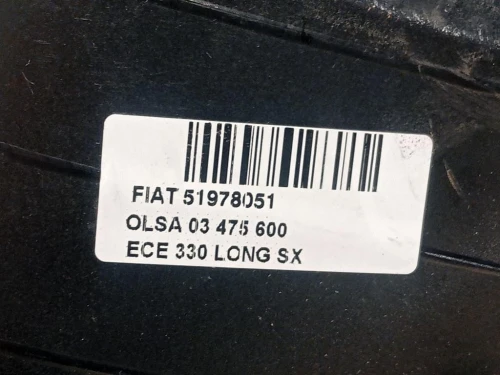 FIAT 51978051
OLSA 03 475 600
ECE 330 LONG SX